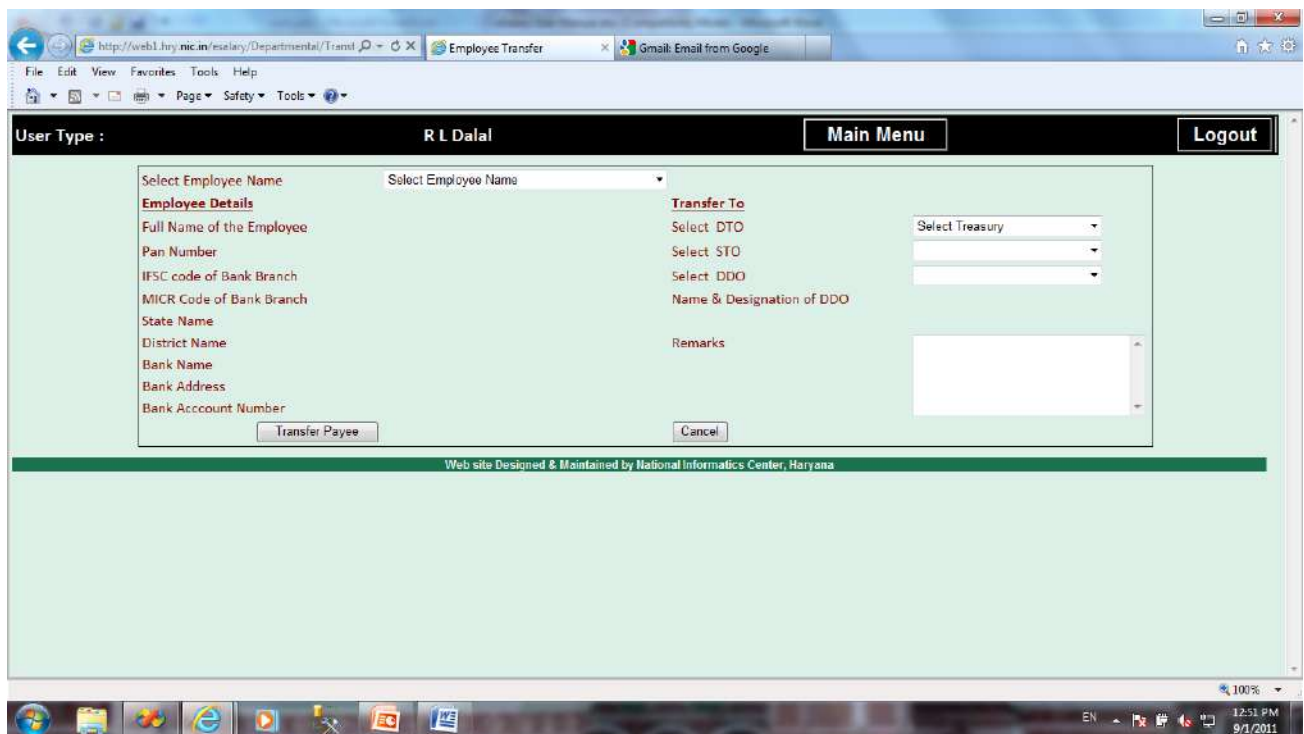 http://web1.hry.nic.in/esalary/Departmental/Transf
Employee Transfer
Gmail: Email from Google
File Edit View Favorites Tools Help
Page Safety Tools
User Type : R L Dalal Main Menu Logout
Select Employee Name Select Employee Name
Employee Details Transfer To
Full Name of the Employee Select DTO Select Treasury
Pan Number Select STO
IFSC code of Bank Branch Select DDO
MICR Code of Bank Branch Name & Designation of DDO
State Name
District Name Remarks
Bank Name
Bank Address
Bank Acccount Number
Transfer Payee Cancel
Web site Designed & Maintained by National Informatics Center, Haryana
100%
EN 12:51 PM
9/1/2011